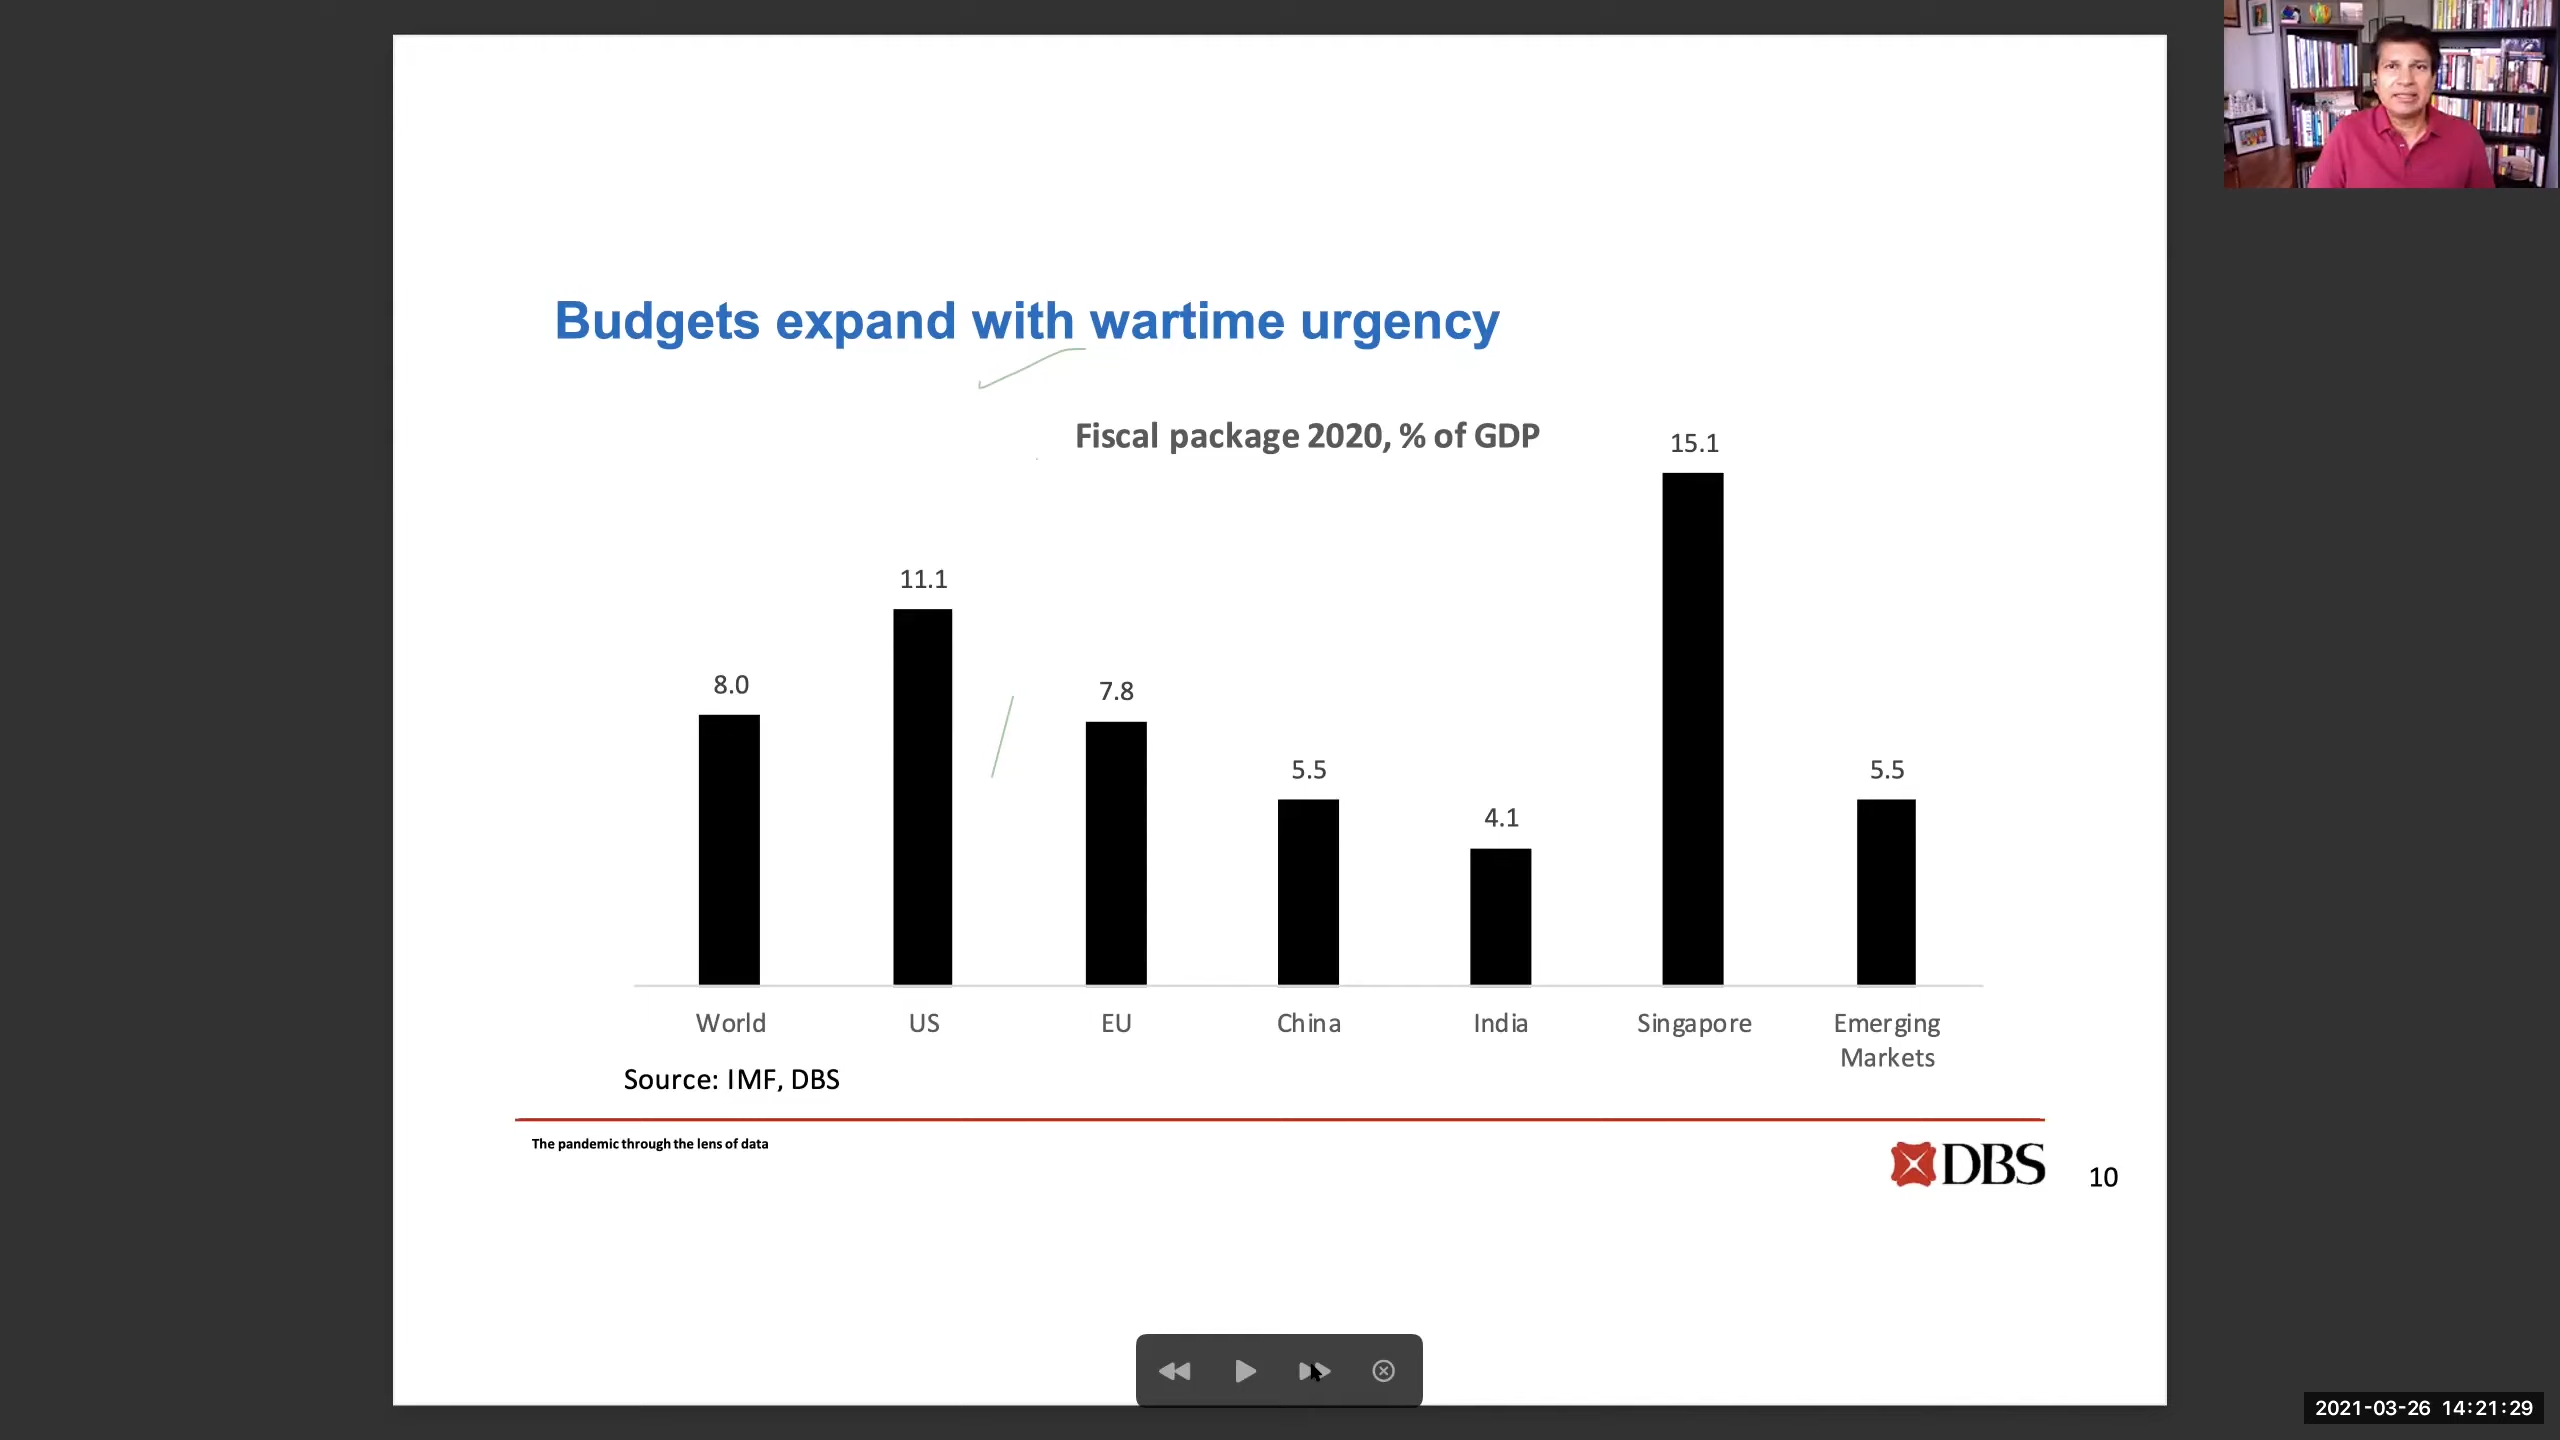 Budgets expand with wartime urgency
Fiscal package 2020, % of GDP
8.0
11.1
7.8
5.5
4.1
15.1
5.5
World
US
EU
China
India
Singapore
Emerging
Markets
Source: IMF, DBS
The pandemic through the lens of data
DBS
10
2021-03-26 14:21:29